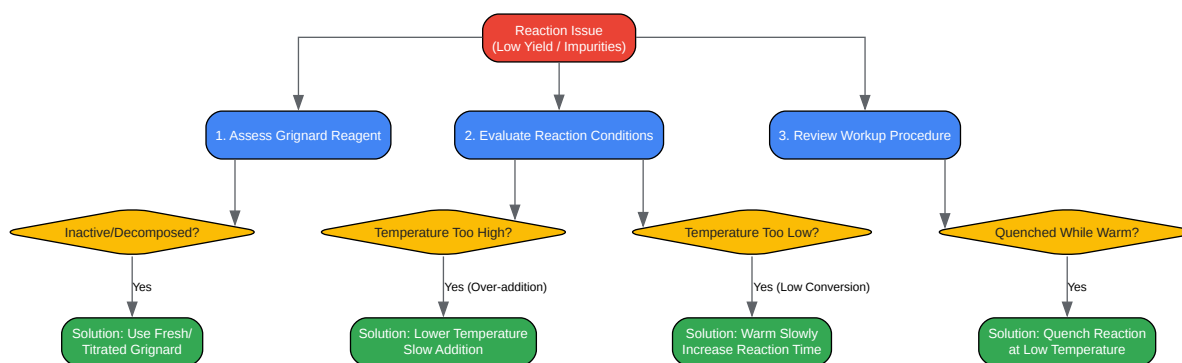 Reaction Issue
(Low Yield / Impurities)
1. Assess Grignard Reagent
2. Evaluate Reaction Conditions
3. Review Workup Procedure
Inactive/Decomposed?
Temperature Too High?
Temperature Too Low?
Quenched While Warm?
Yes
Yes (Over-addition)
Yes (Low Conversion)
Yes
Solution: Use Fresh/
Titrated Grignard
Solution: Lower Temperature
Slow Addition
Solution: Warm Slowly
Increase Reaction Time
Solution: Quench Reaction
at Low Temperature